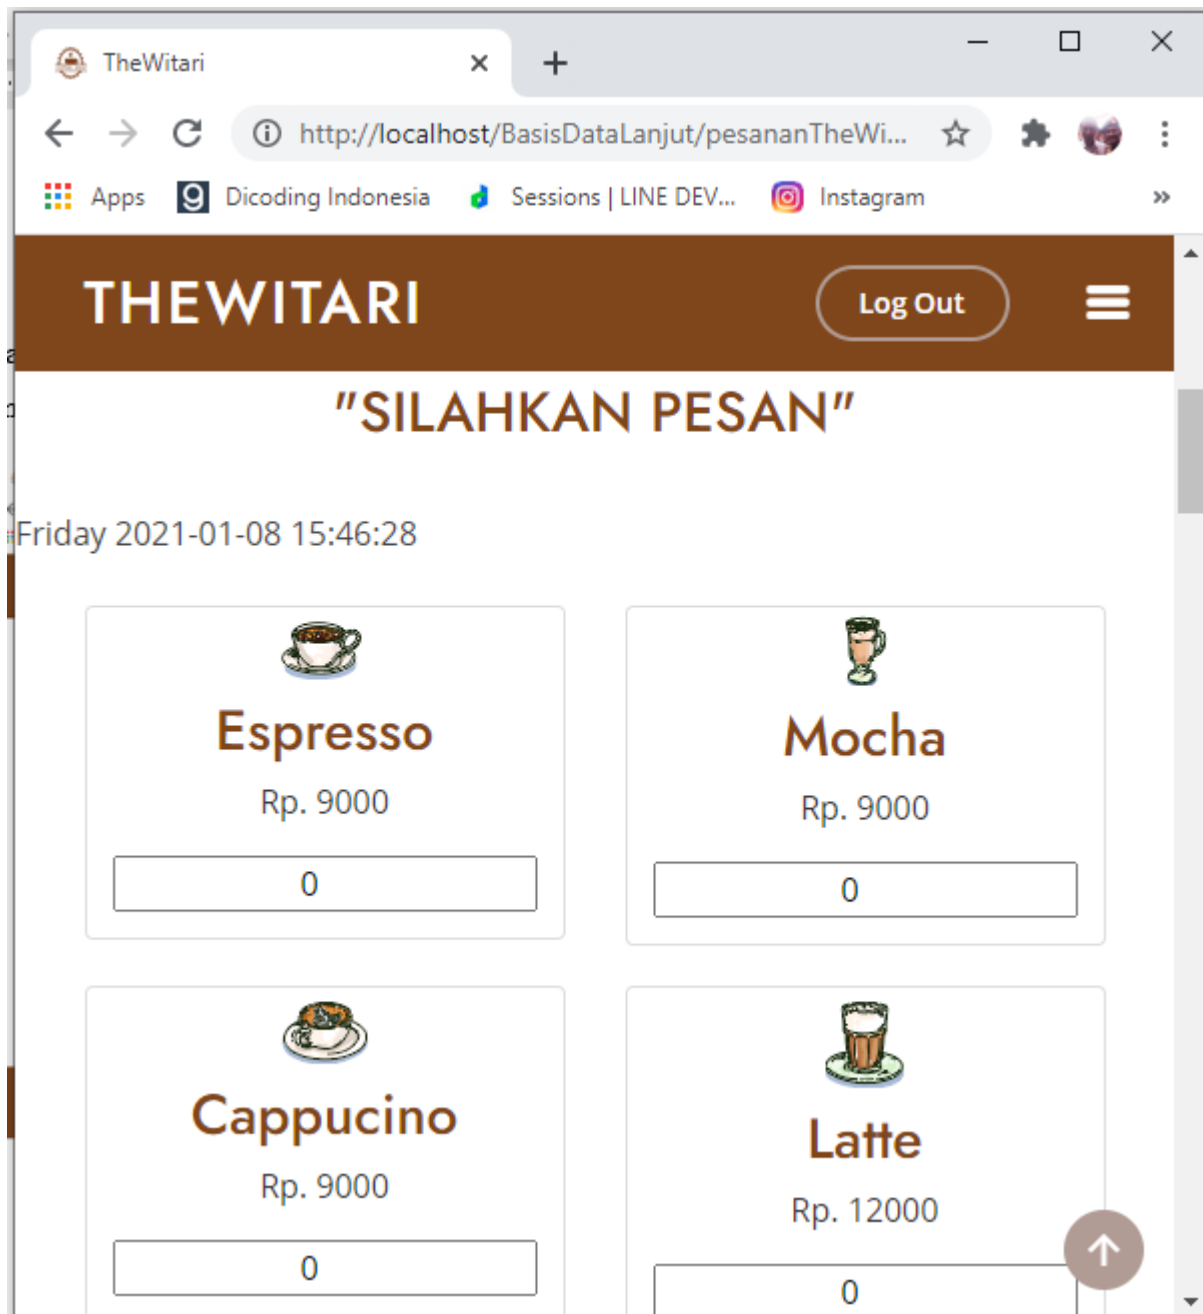 TheWitari
http://localhost/BasisDataLanjut/pesananTheWi...
Apps Dicoding Indonesia Sessions | LINE DEV... Instagram »
THEWITARI Log Out
"SILAHKAN PESAN"
Friday 2021-01-08 15:46:28
Espresso
Rp. 9000
0
Mocha
Rp. 9000
0
Cappucino
Rp. 9000
0
Latte
Rp. 12000
0